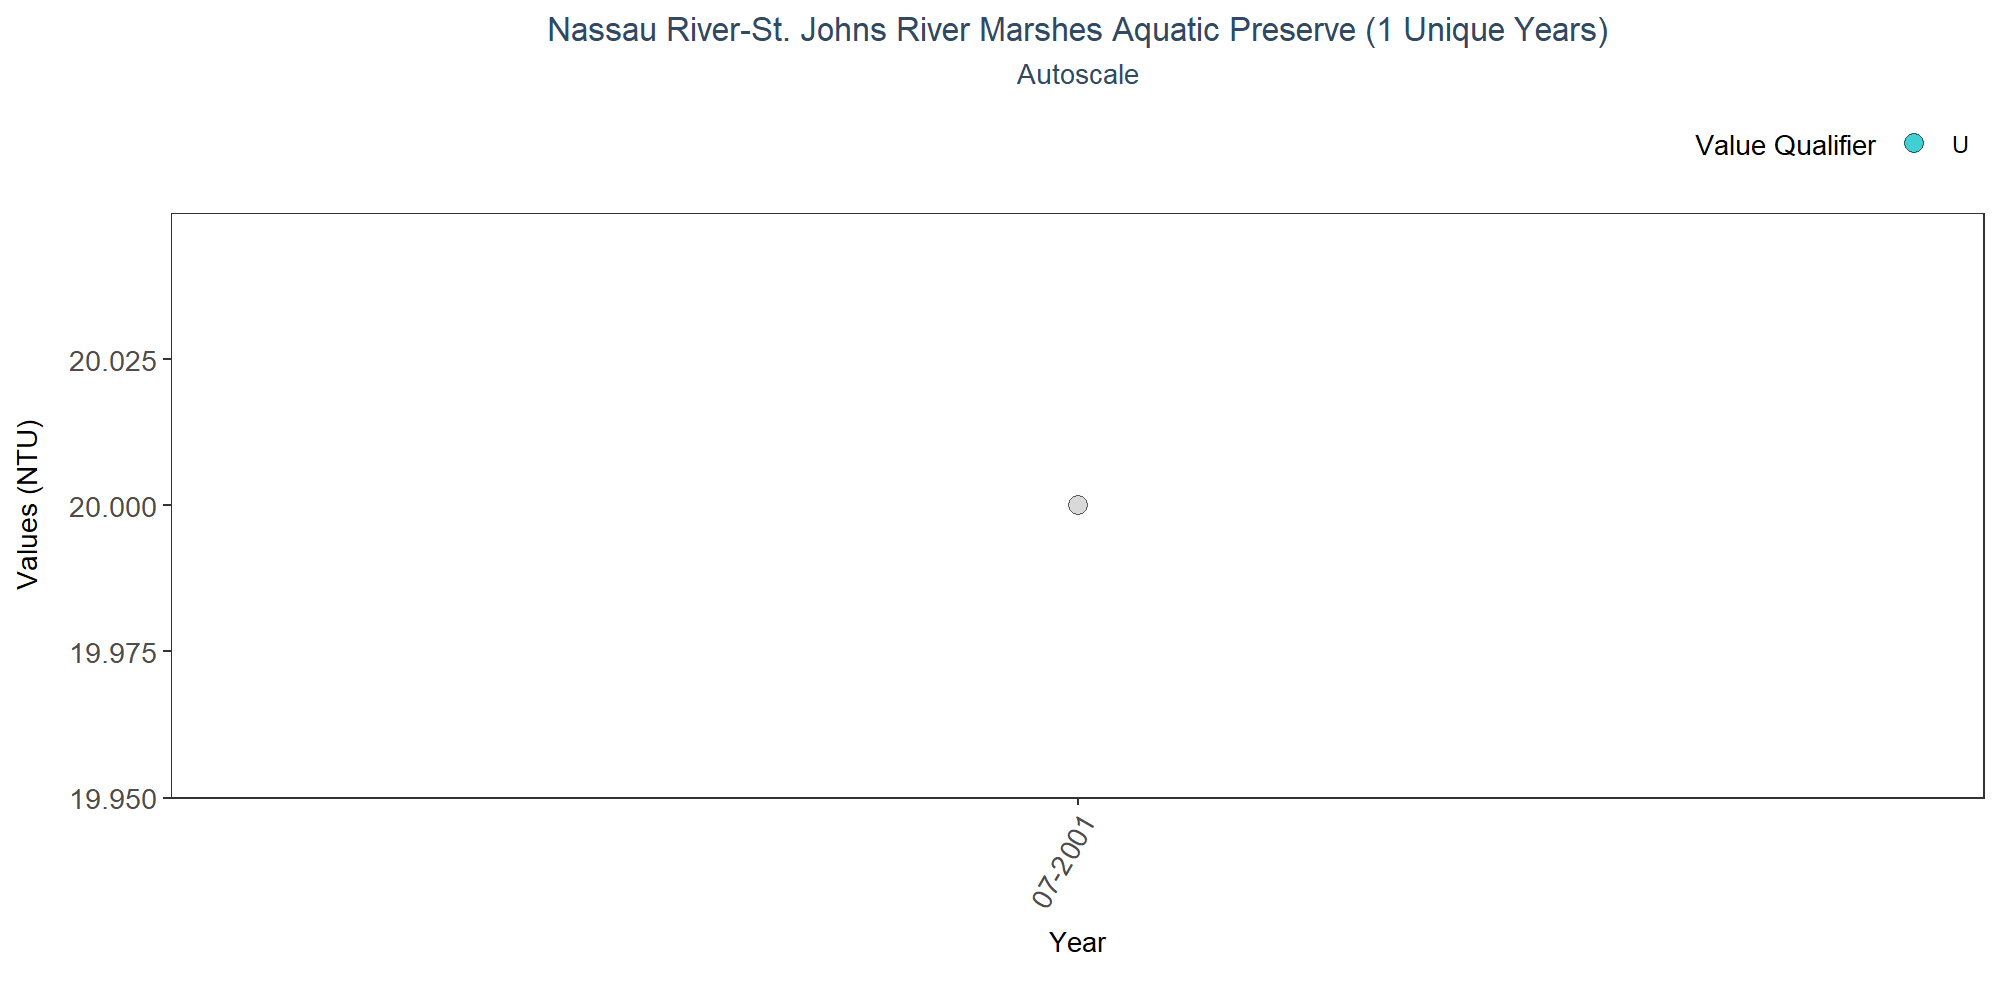 Nassau River-St. Johns River Marshes Aquatic Preserve (1 Unique Years)
Autoscale
Value Qualifier U
Values (NTU)
20.025
20.000
19.975
19.950
07-2001
Year